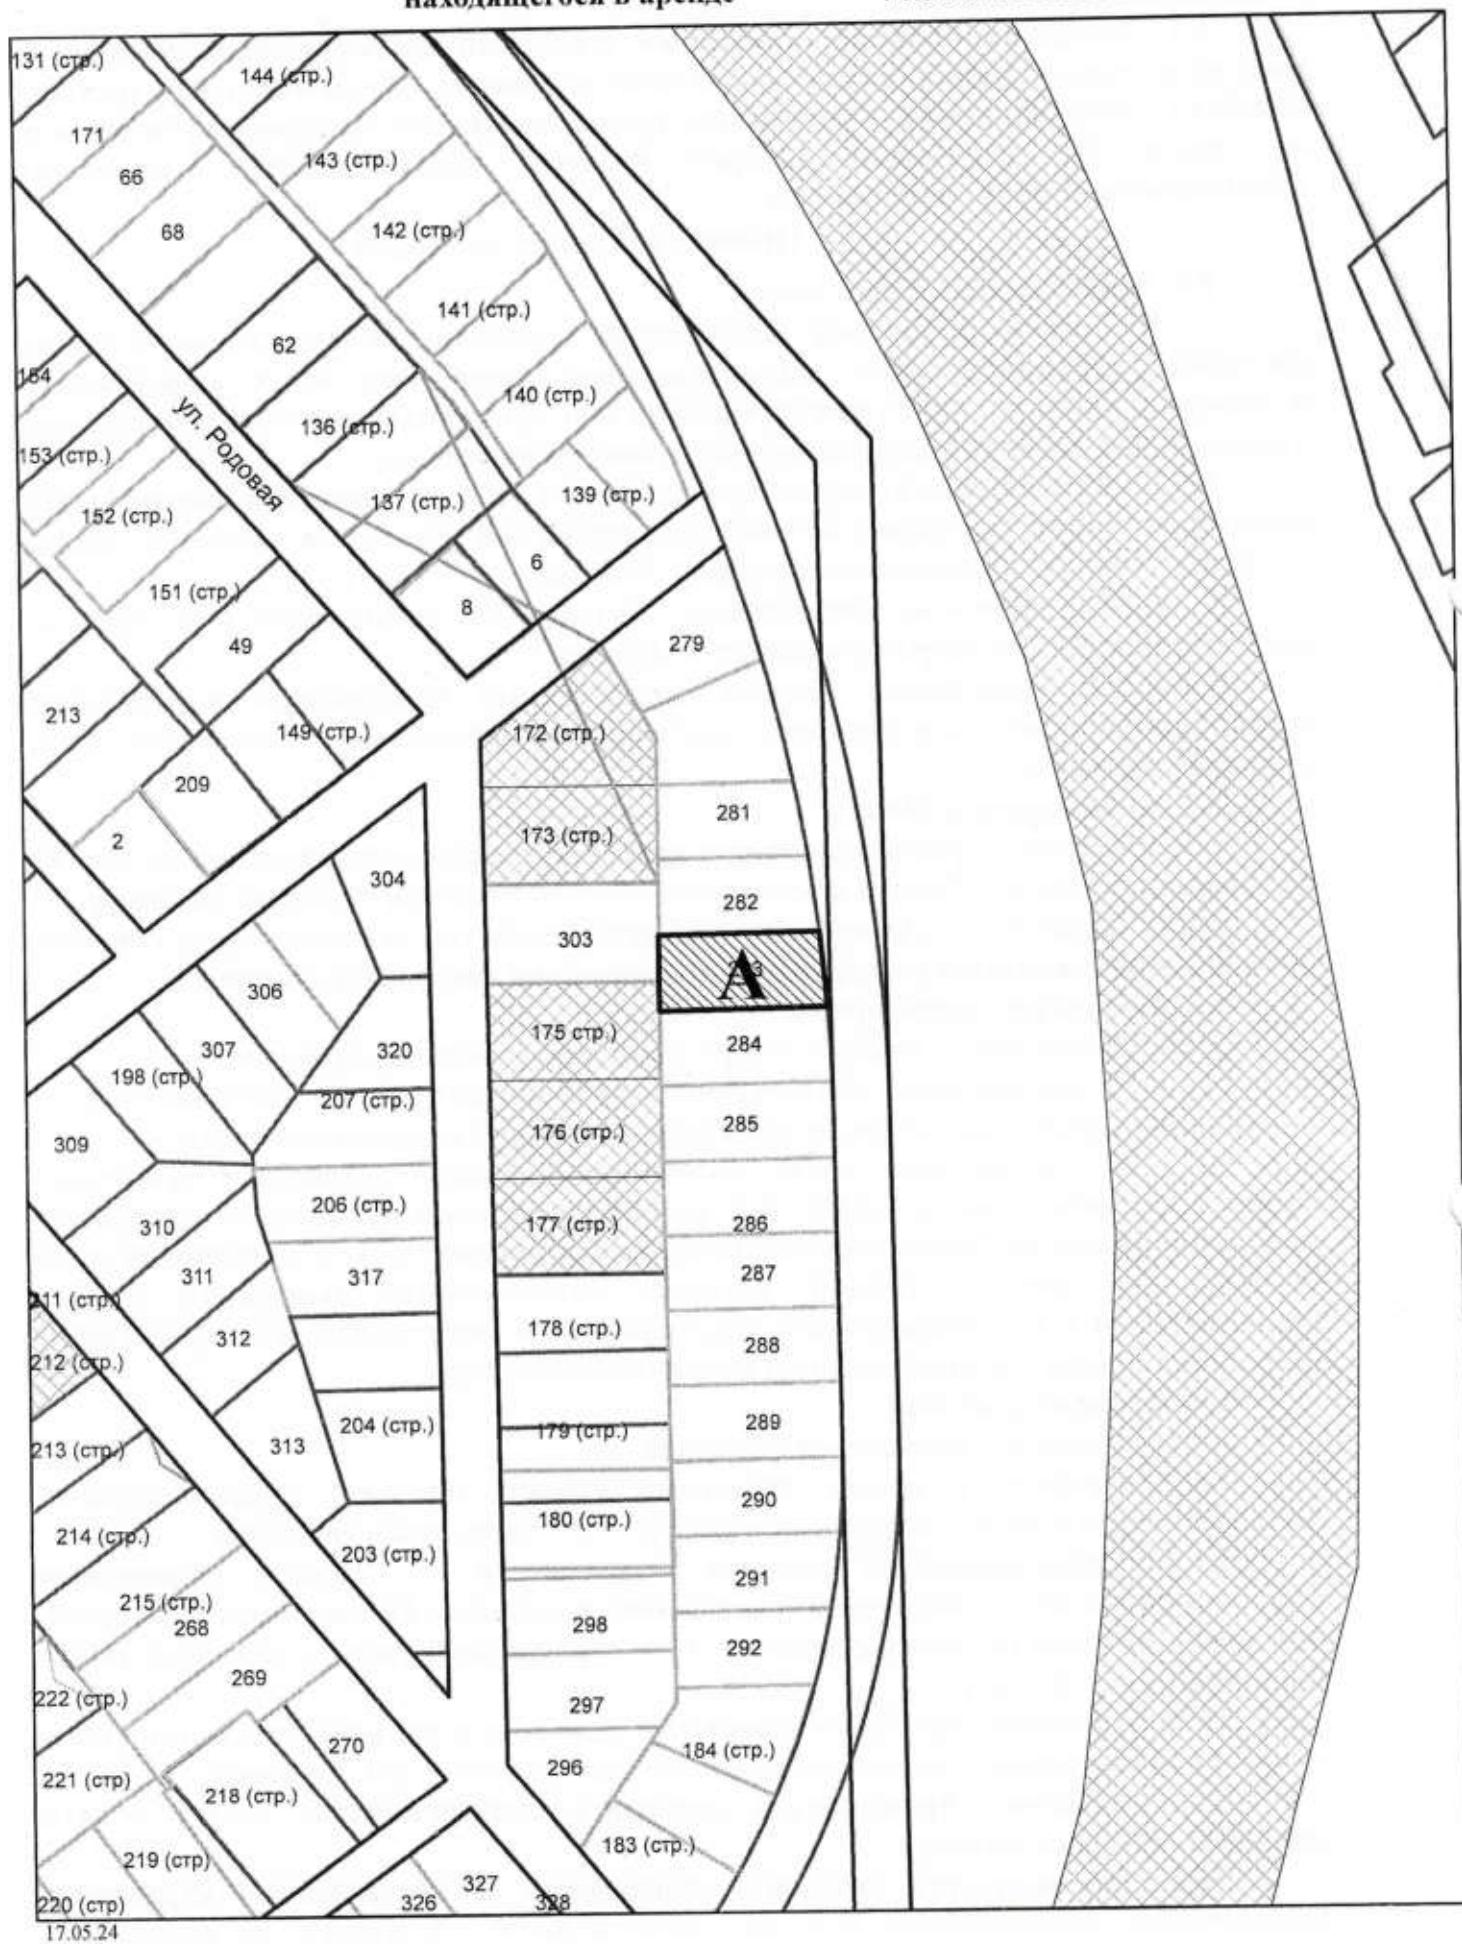 находящегося в аренде
131 (стр.)
144 (стр.)
171
143 (стр.)
66
68
142 (стр.)
141 (стр.)
62
184
140 (стр.)
136 (стр.)
ул. Родовая
153 (стр.)
139 (стр.)
137 (стр.)
152 (стр.)
6
151 (стр.)
8
49
279
213
149 (стр.)
172 (стр.)
209
281
173 (стр.)
2
304
282
303
А
306
175 стр.)
284
307
320
198 (стр.)
207 (стр.)
285
176 (стр.)
309
206 (стр.)
177 (стр.)
286
310
287
311
317
211 (стр.)
178 (стр.)
312
288
212 (стр.)
204 (стр.)
289
179 (стр.)
313
213 (стр.)
290
180 (стр.)
214 (стр.)
203 (стр.)
291
215 (стр.)
268
298
292
269
222 (стр.)
297
270
184 (стр.)
296
221 (стр)
218 (стр.)
183 (стр.)
219 (стр)
327
220 (стр)
326
328
17.05.24